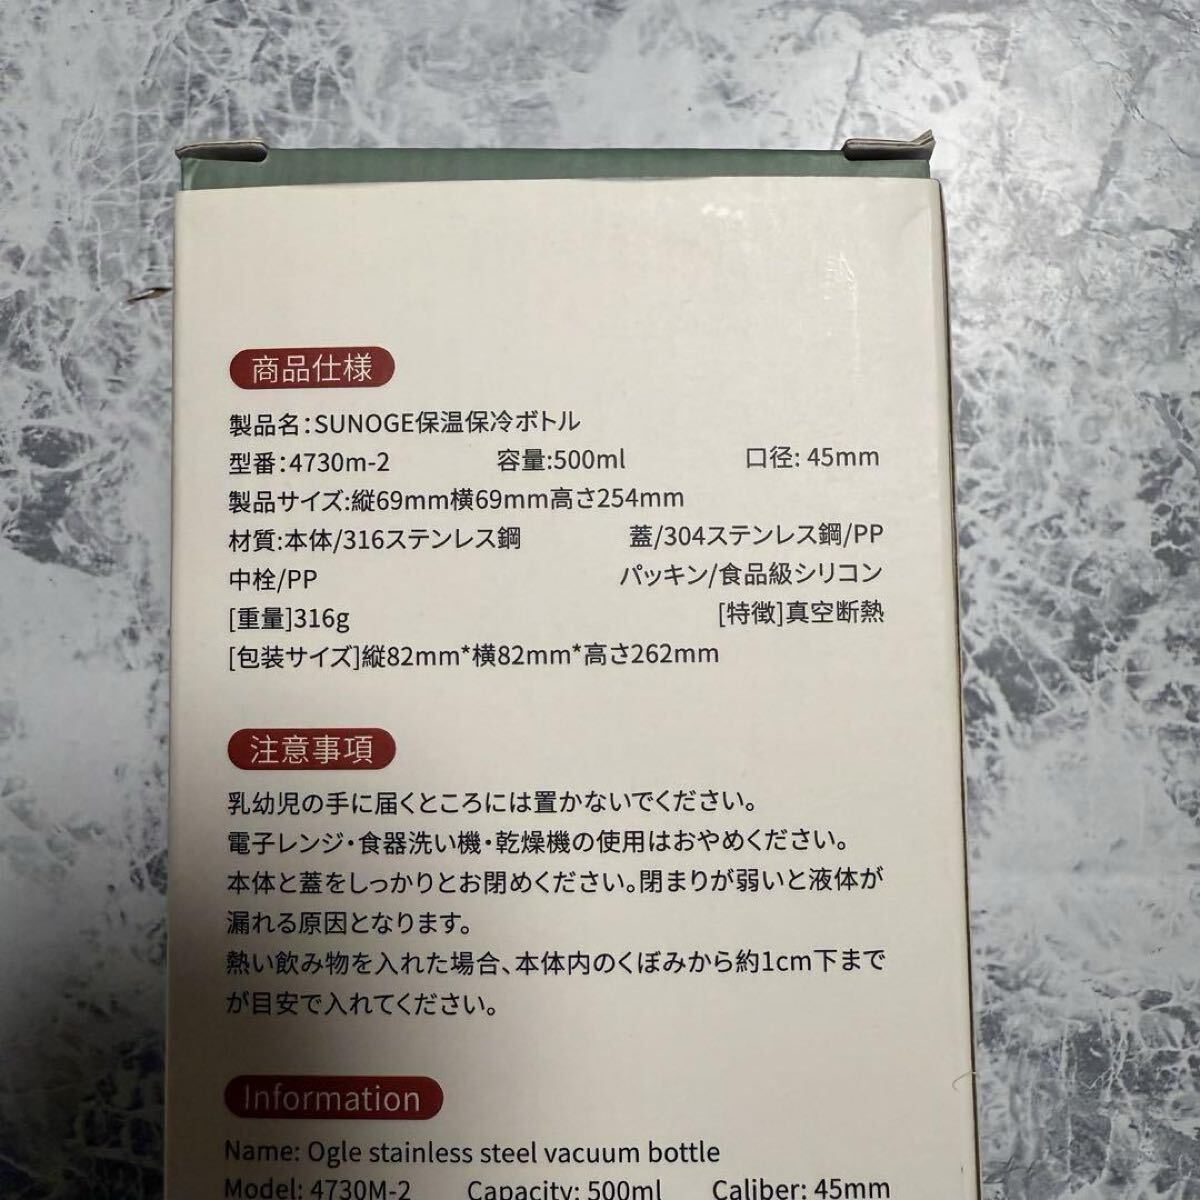 商品仕様
製品名:SUNOGE保温保冷ボトル
型番:4730m-2 容量:500ml 口径: 45mm
製品サイズ:縦69mm横69mm高さ254mm
材質:本体/316ステンレス鋼 蓋/304ステンレス鋼/PP
中栓/PP パッキン/食品級シリコン
[重量]316g [特徴]真空断熱
[包装サイズ]縦82mm*横82mm*高さ262mm
注意事項
乳幼児の手に届くところには置かないでください。
電子レンジ・食器洗い機・乾燥機の使用はおやめください。
本体と蓋をしっかりとお閉めください。閉まりが弱いと液体が
漏れる原因となります。
熱い飲み物を入れた場合、本体内のくぼみから約1cm下まで
が目安で入れてください。
Information
Name: Ogle stainless steel vacuum bottle
Model: 4730M-2 Capacity: 500ml Caliber: 45mm